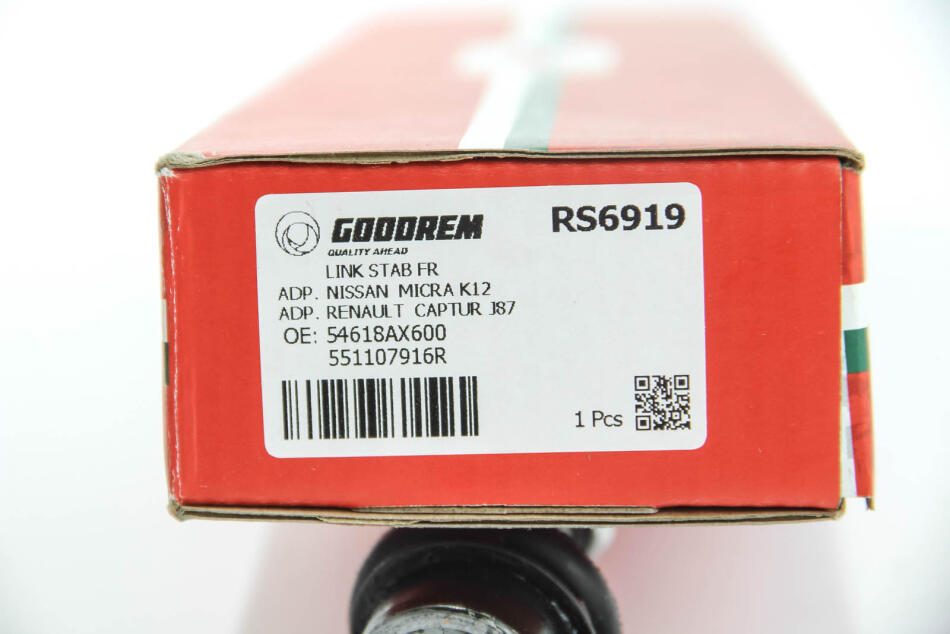 GOODREM
RS6919
QUALITY AHEAD
LINK STAB FR
ADP. NISSAN MICRA K12
ADP. RENAULT CAPTUR J87
OE: 54618AX600
551107916R
1 Pcs